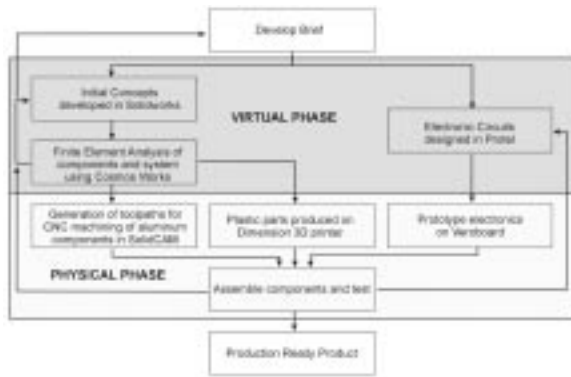 Develop Brief
Initial Concepts
developed in Solidworks
VIRTUAL PHASE
Electronic Circuits
designed in Protel
Finite Element Analysis of
components and system
using Cosmos Works
Generation of toolpaths for
CNC machining of aluminum
components in SolidCAM
Plastic parts produced on
Dimension 3D printer
Prototype electronics
on Veroboard
PHYSICAL PHASE
Assemble components and test
Production Ready Product